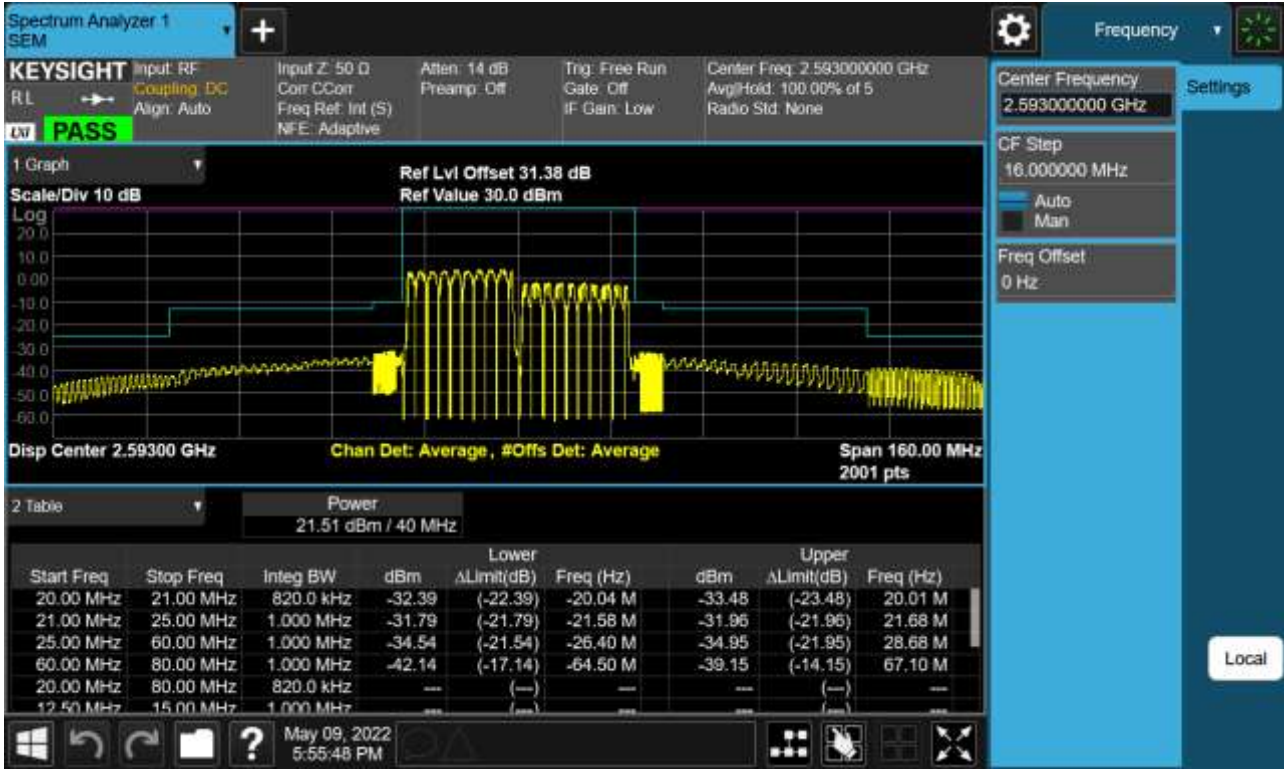 Spectrum Analyzer 1
SEM
Frequency
KEYSIGHT
RL
LXI
PASS
Input: RF
Coupling: DC
Align: Auto
Input Z: 50 Ω
Corr CCorr
Freq Ref: Int (S)
NFE: Adaptive
Atten: 14 dB
Preamp: Off
Trig: Free Run
Gate: Off
IF Gain: Low
Center Freq: 2.593000000 GHz
Avg|Hold: 100.00% of 5
Radio Std: None
Center Frequency
2.593000000 GHz
Settings
CF Step
16.000000 MHz
Auto
Man
Freq Offset
0 Hz
Local
1 Graph
Scale/Div 10 dB
Ref Lvl Offset 31.38 dB
Ref Value 30.0 dBm
Log
20.0
10.0
0.00
-10.0
-20.0
-30.0
-40.0
-50.0
-60.0
Disp Center 2.59300 GHz
Chan Det: Average, #Offs Det: Average
Span 160.00 MHz
2001 pts
2 Table
Power
21.51 dBm / 40 MHz
Lower Upper
Start Freq Stop Freq Integ BW dBm ΔLimit(dB) Freq (Hz) dBm ΔLimit(dB) Freq (Hz)
20.00 MHz 21.00 MHz 820.0 kHz -32.39 (-22.39) -20.04 M -33.48 (-23.48) 20.01 M
21.00 MHz 25.00 MHz 1.000 MHz -31.79 (-21.79) -21.58 M -31.96 (-21.96) 21.68 M
25.00 MHz 60.00 MHz 1.000 MHz -34.54 (-21.54) -26.40 M -34.95 (-21.95) 28.68 M
60.00 MHz 80.00 MHz 1.000 MHz -42.14 (-17.14) -64.50 M -39.15 (-14.15) 67.10 M
20.00 MHz 80.00 MHz 820.0 kHz --- (---) --- --- (---) ---
12.50 MHz 15.00 MHz 1.000 MHz --- (---) --- --- (---) ---
?
May 09, 2022
5:55:48 PM